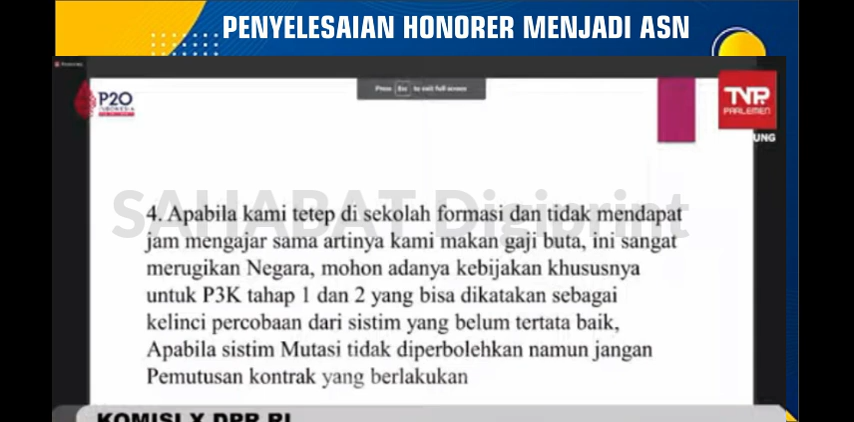 PENYELESAIAN HONORER MENJADI ASN
Press Esc to exit full screen
P20
INDONESIA
TVR
PARLEMEN
UNG
SAHABAT Digiprint
4. Apabila kami tetep di sekolah formasi dan tidak mendapat
jam mengajar sama artinya kami makan gaji buta, ini sangat
merugikan Negara, mohon adanya kebijakan khususnya
untuk P3K tahap 1 dan 2 yang bisa dikatakan sebagai
kelinci percobaan dari sistim yang belum tertata baik,
Apabila sistim Mutasi tidak diperbolehkan namun jangan
Pemutusan kontrak yang berlakukan
KOMISI X DPR RI